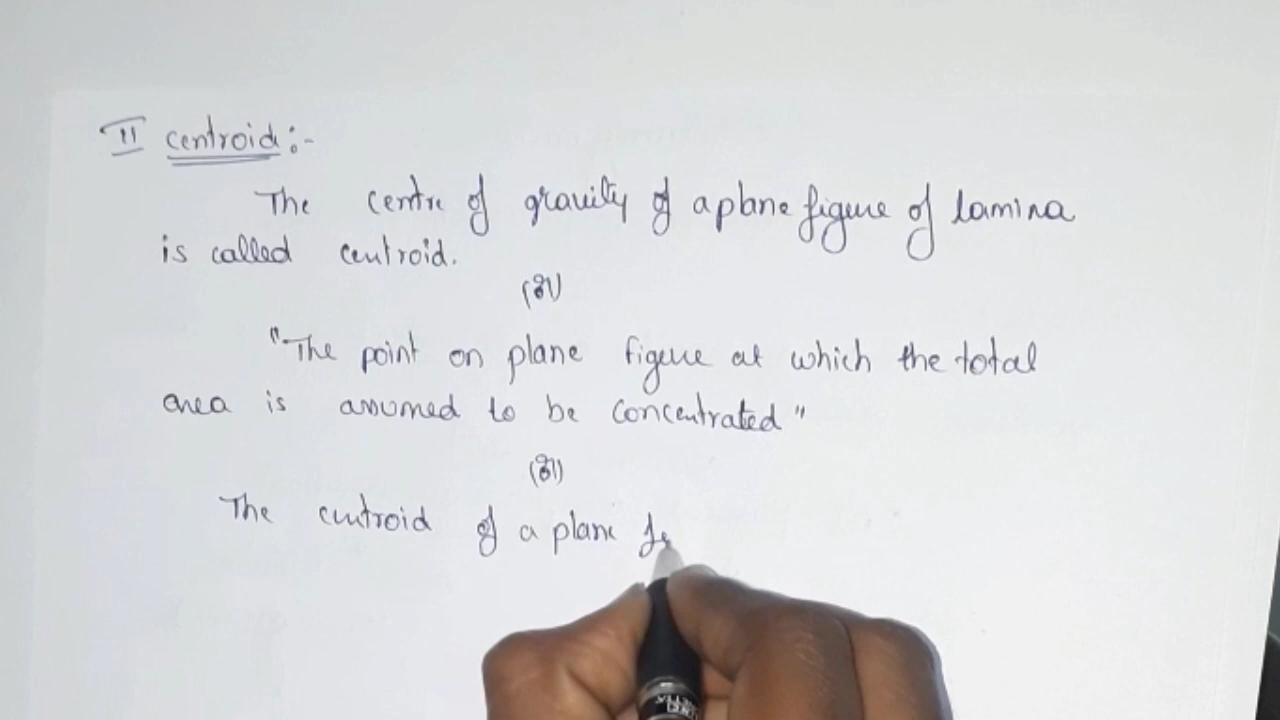 II centroid:-
The centre of gravity of a plane figure of lamina
is called centroid.
(or)
"The point on plane figure at which the total
area is assumed to be concentrated"
(or)
The centroid of a plane